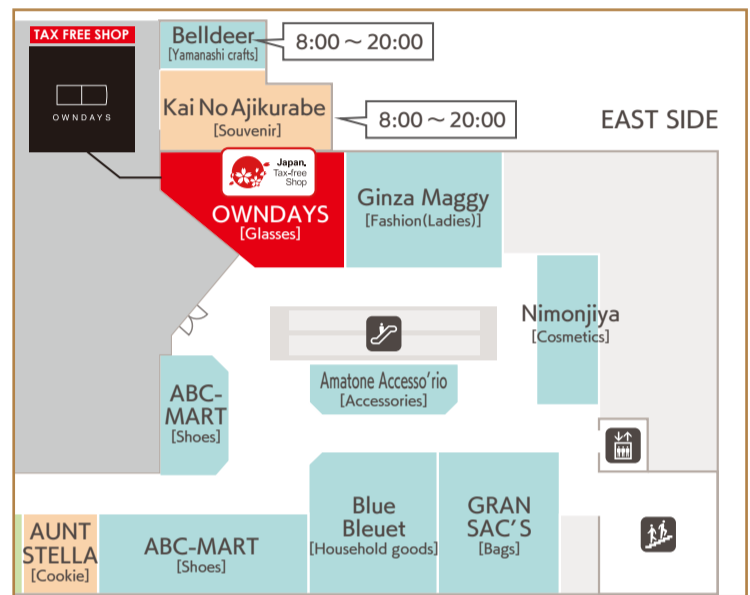 TAX FREE SHOP
OWNDAYS
Belldeer
[Yamanashi crafts]
8:00～20:00
Kai No Ajikurabe
[Souvenir]
8:00～20:00
EAST SIDE
Japan.
Tax-free
Shop
OWNDAYS
[Glasses]
Ginza Maggy
[Fashion(Ladies)]
Nimonjiya
[Cosmetics]
ABC-
MART
[Shoes]
Amatone Accesso'rio
[Accessories]
AUNT
STELLA
[Cookie]
ABC-MART
[Shoes]
Blue
Bleuet
[Household goods]
GRAN
SAC'S
[Bags]